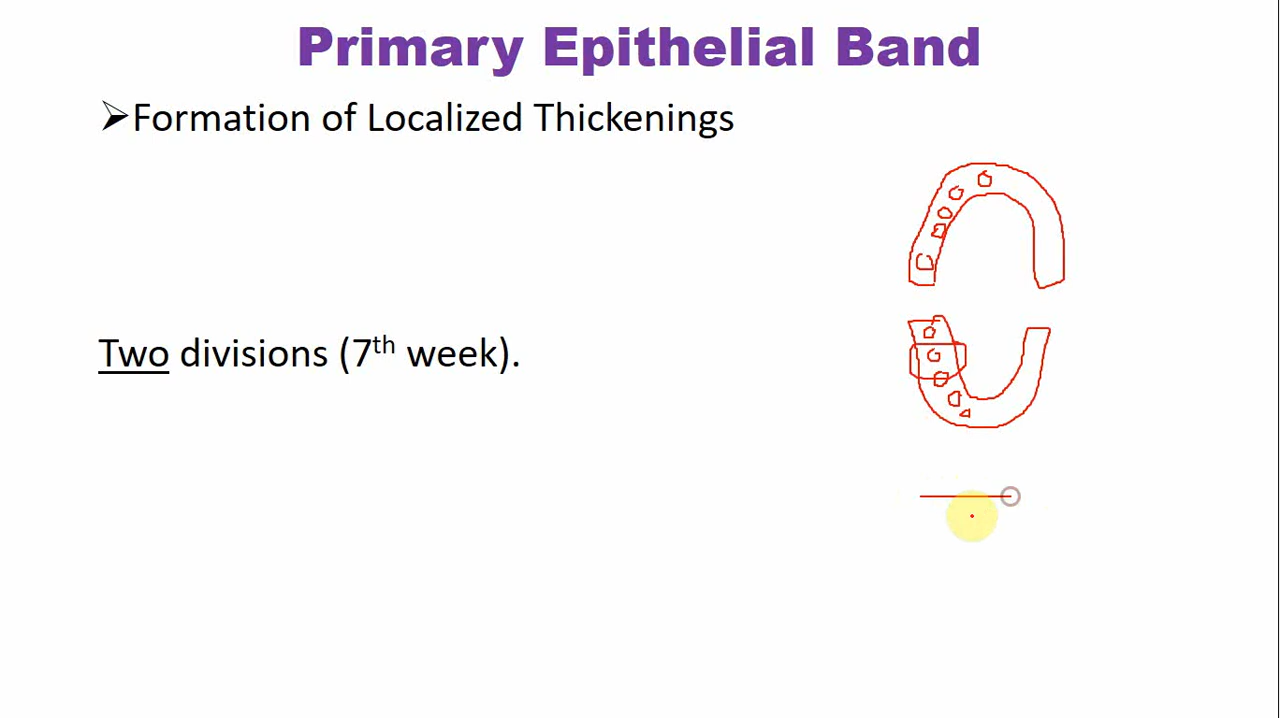 Primary Epithelial Band
➢Formation of Localized Thickenings
Two divisions (7th week).